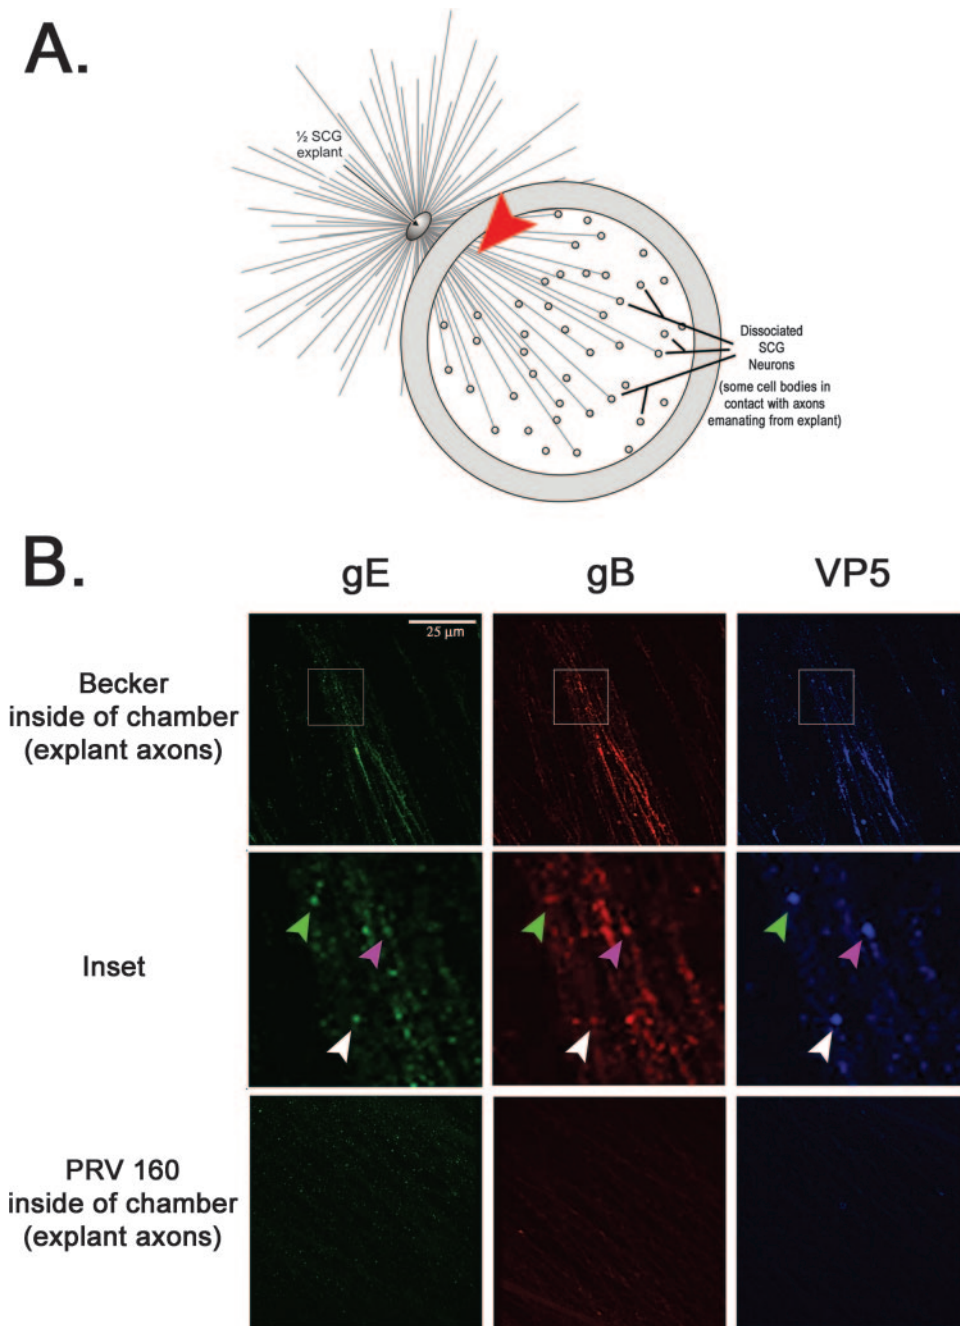 A.
½ SCG
explant
Dissociated
SCG
Neurons
(some cell bodies in
contact with axons
emanating from explant)
B.
gE
gB
VP5
Becker
inside of chamber
(explant axons)
25 µm
Inset
PRV 160
inside of chamber
(explant axons)